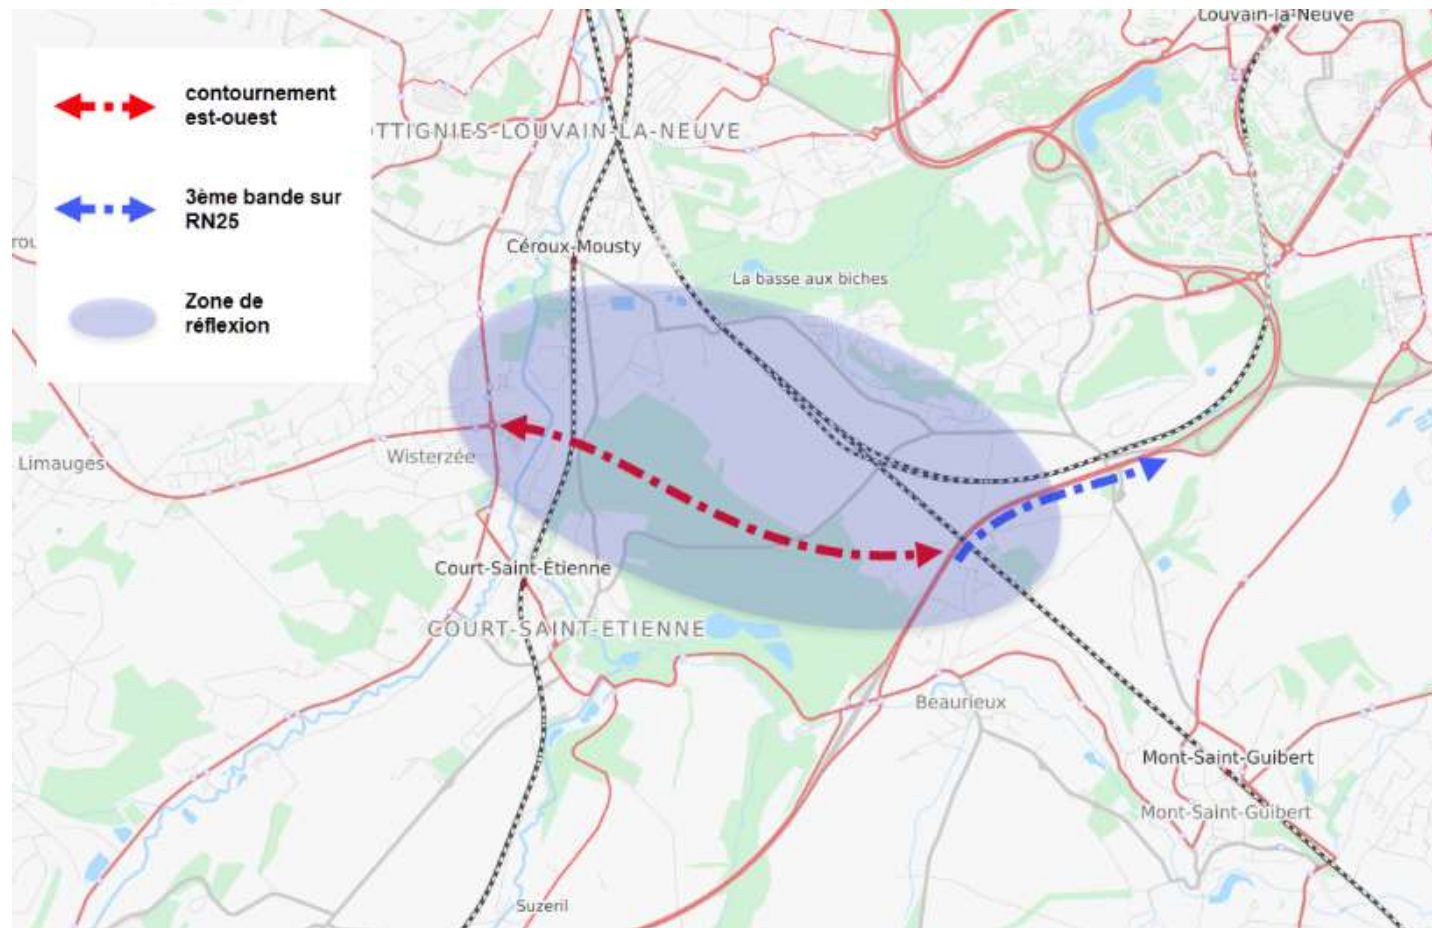 Louvain-la-Neuve
contournement
est-ouest
OTTIGNIES-LOUVAIN-LA-NEUVE
3ème bande sur
RN25
Céroux-Mousty
La basse aux biches
Zone de
réflexion
Wisterzée
Limauges
Court-Saint-Étienne
COURT-SAINT-ETIENNE
Beaurieux
Mont-Saint-Guibert
Mont-Saint-Guibert
Suzeril